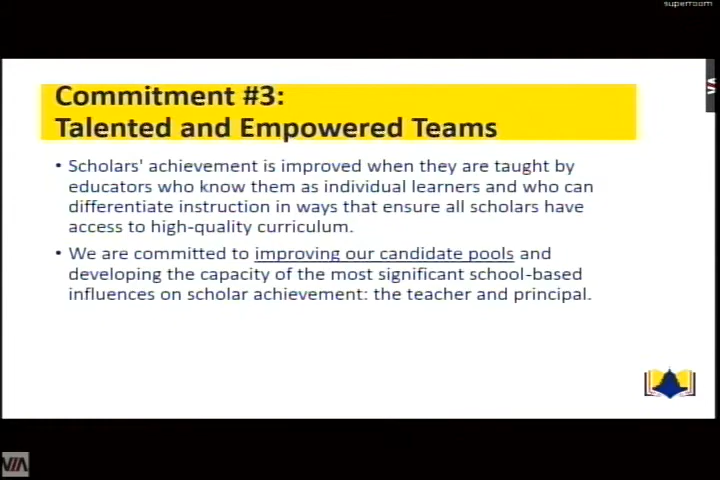 superroom
Commitment #3:
Talented and Empowered Teams
• Scholars' achievement is improved when they are taught by
educators who know them as individual learners and who can
differentiate instruction in ways that ensure all scholars have
access to high-quality curriculum.
• We are committed to improving our candidate pools and
developing the capacity of the most significant school-based
influences on scholar achievement: the teacher and principal.
VIA